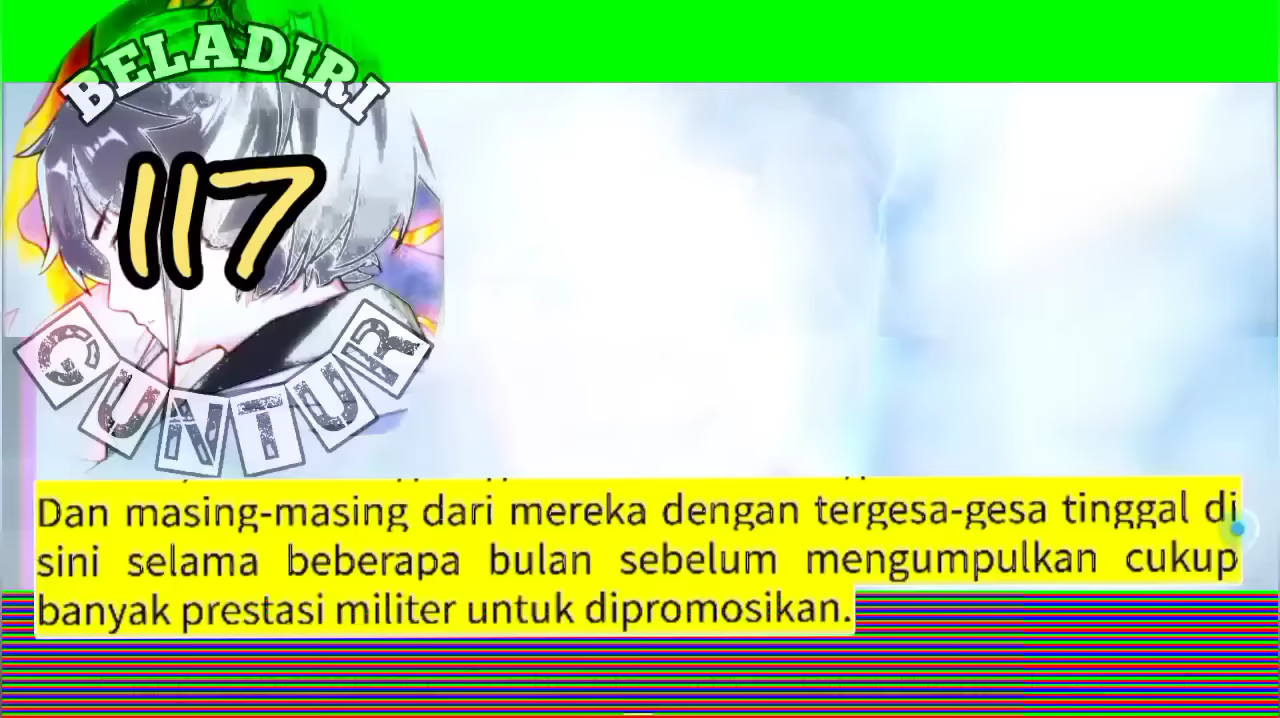 BELADIRI
117
GUNTUR
Dan masing-masing dari mereka dengan tergesa-gesa tinggal di
sini selama beberapa bulan sebelum mengumpulkan cukup
banyak prestasi militer untuk dipromosikan.